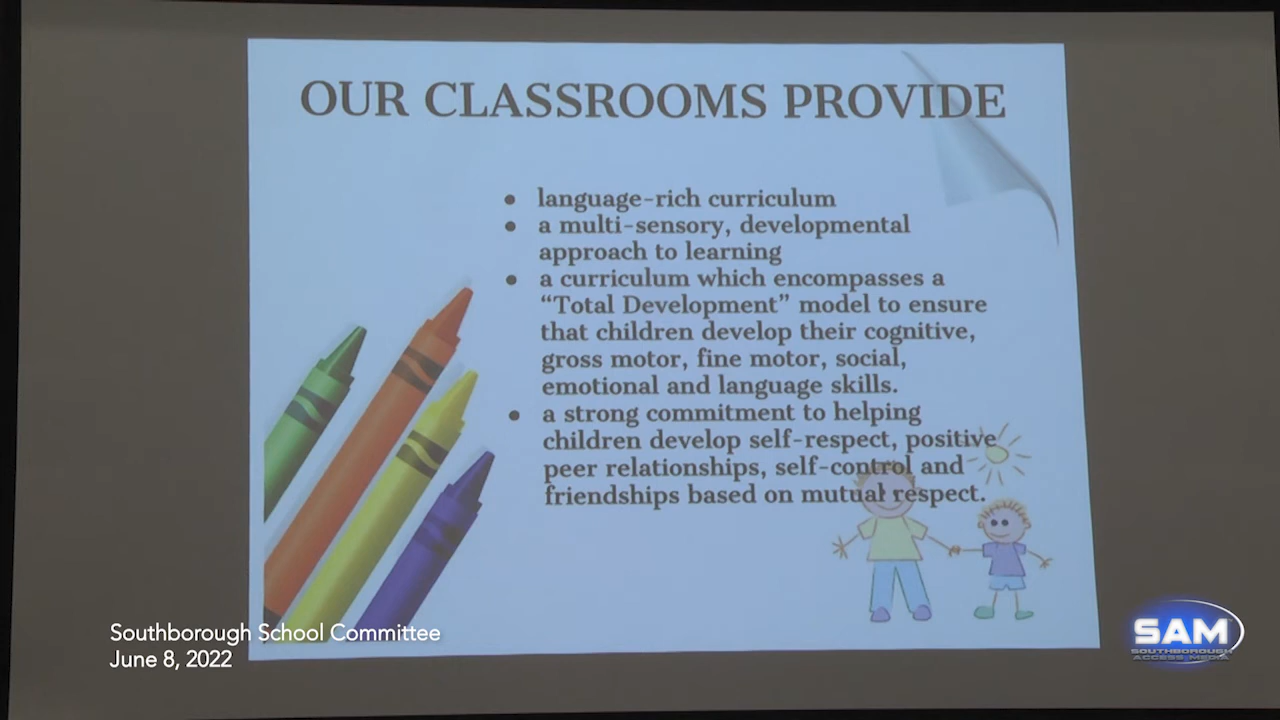 OUR CLASSROOMS PROVIDE
● language-rich curriculum
● a multi-sensory, developmental
approach to learning
● a curriculum which encompasses a
“Total Development” model to ensure
that children develop their cognitive,
gross motor, fine motor, social,
emotional and language skills.
● a strong commitment to helping
children develop self-respect, positive
peer relationships, self-control and
friendships based on mutual respect.
Southborough School Committee
June 8, 2022
SAM
SOUTHBOROUGH
ACCESS MEDIA